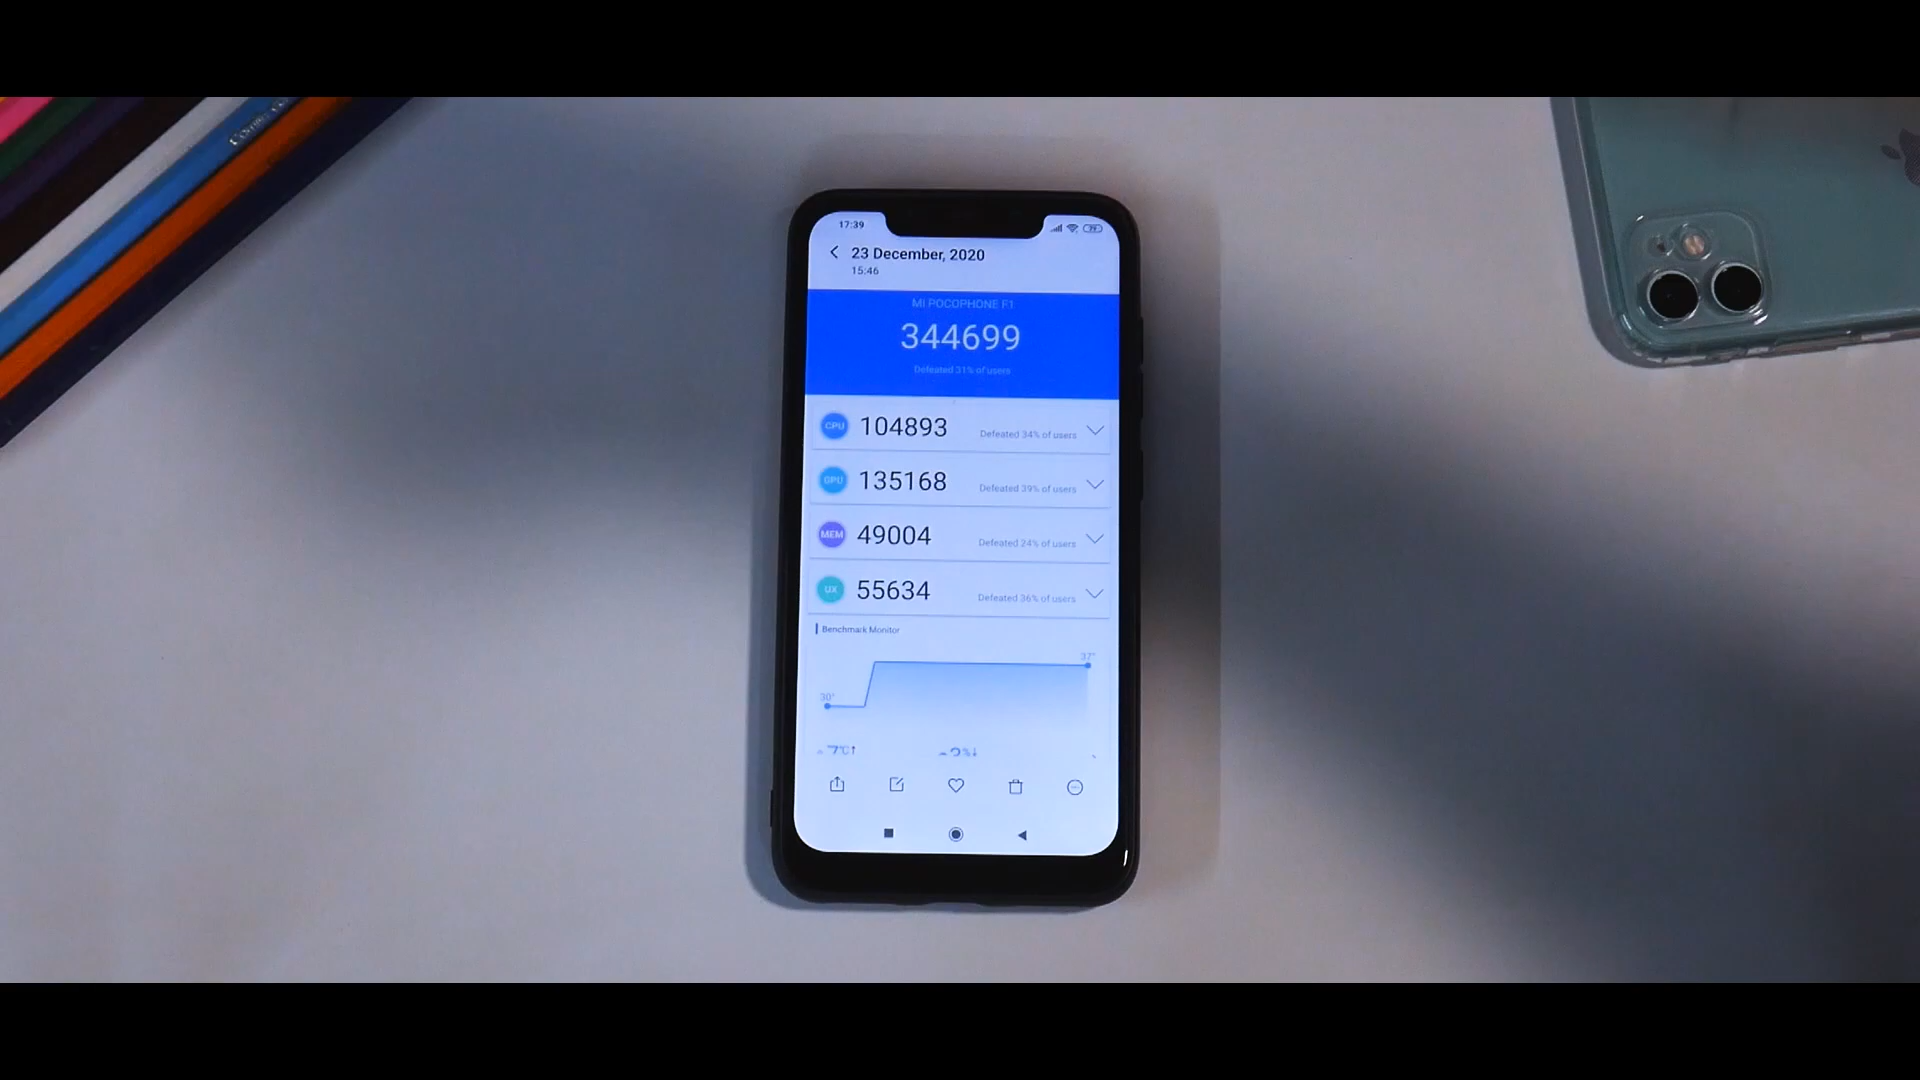 17:39
79
23 December, 2020
15:46
MI POCOPHONE F1
344699
Defeated 31% of users
CPU 104893 Defeated 34% of users
GPU 135168 Defeated 39% of users
MEM 49004 Defeated 24% of users
UX 55634 Defeated 36% of users
Benchmark Monitor
37°
30°
7°C↑
%↓